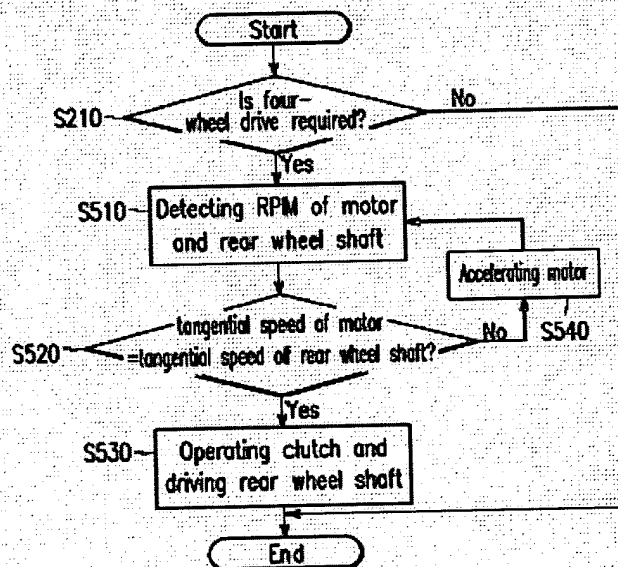 Start
Is four-
wheel drive required?
No
S210
Yes
S510
Detecting RPM of motor
and rear wheel shaft
Accelerating motor
S540
tangential speed of motor
=tangential speed of rear wheel shaft?
No
S520
Yes
S530
Operating clutch and
driving rear wheel shaft
End